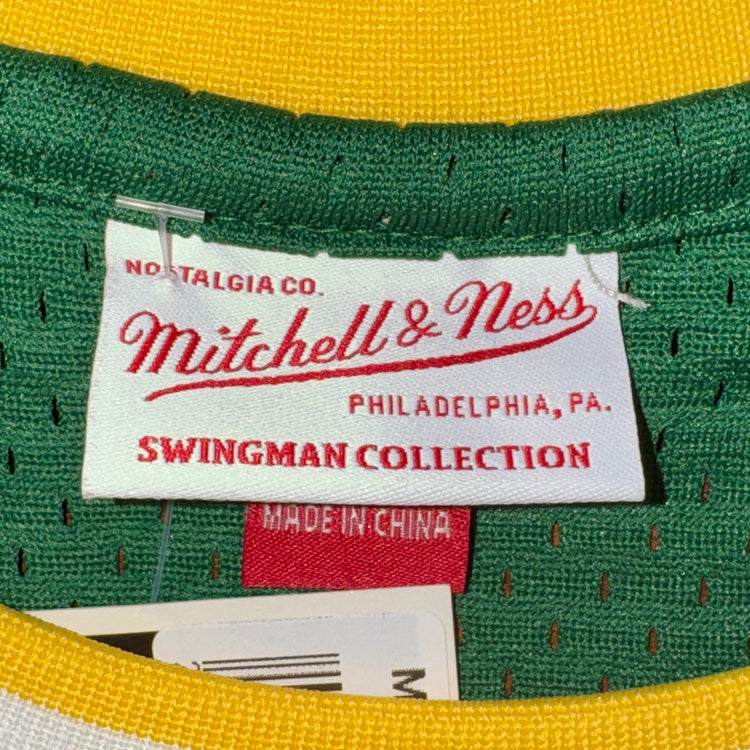 NOSTALGIA CO.
Mitchell & Ness
PHILADELPHIA, PA.
SWINGMAN COLLECTION
MADE IN CHINA